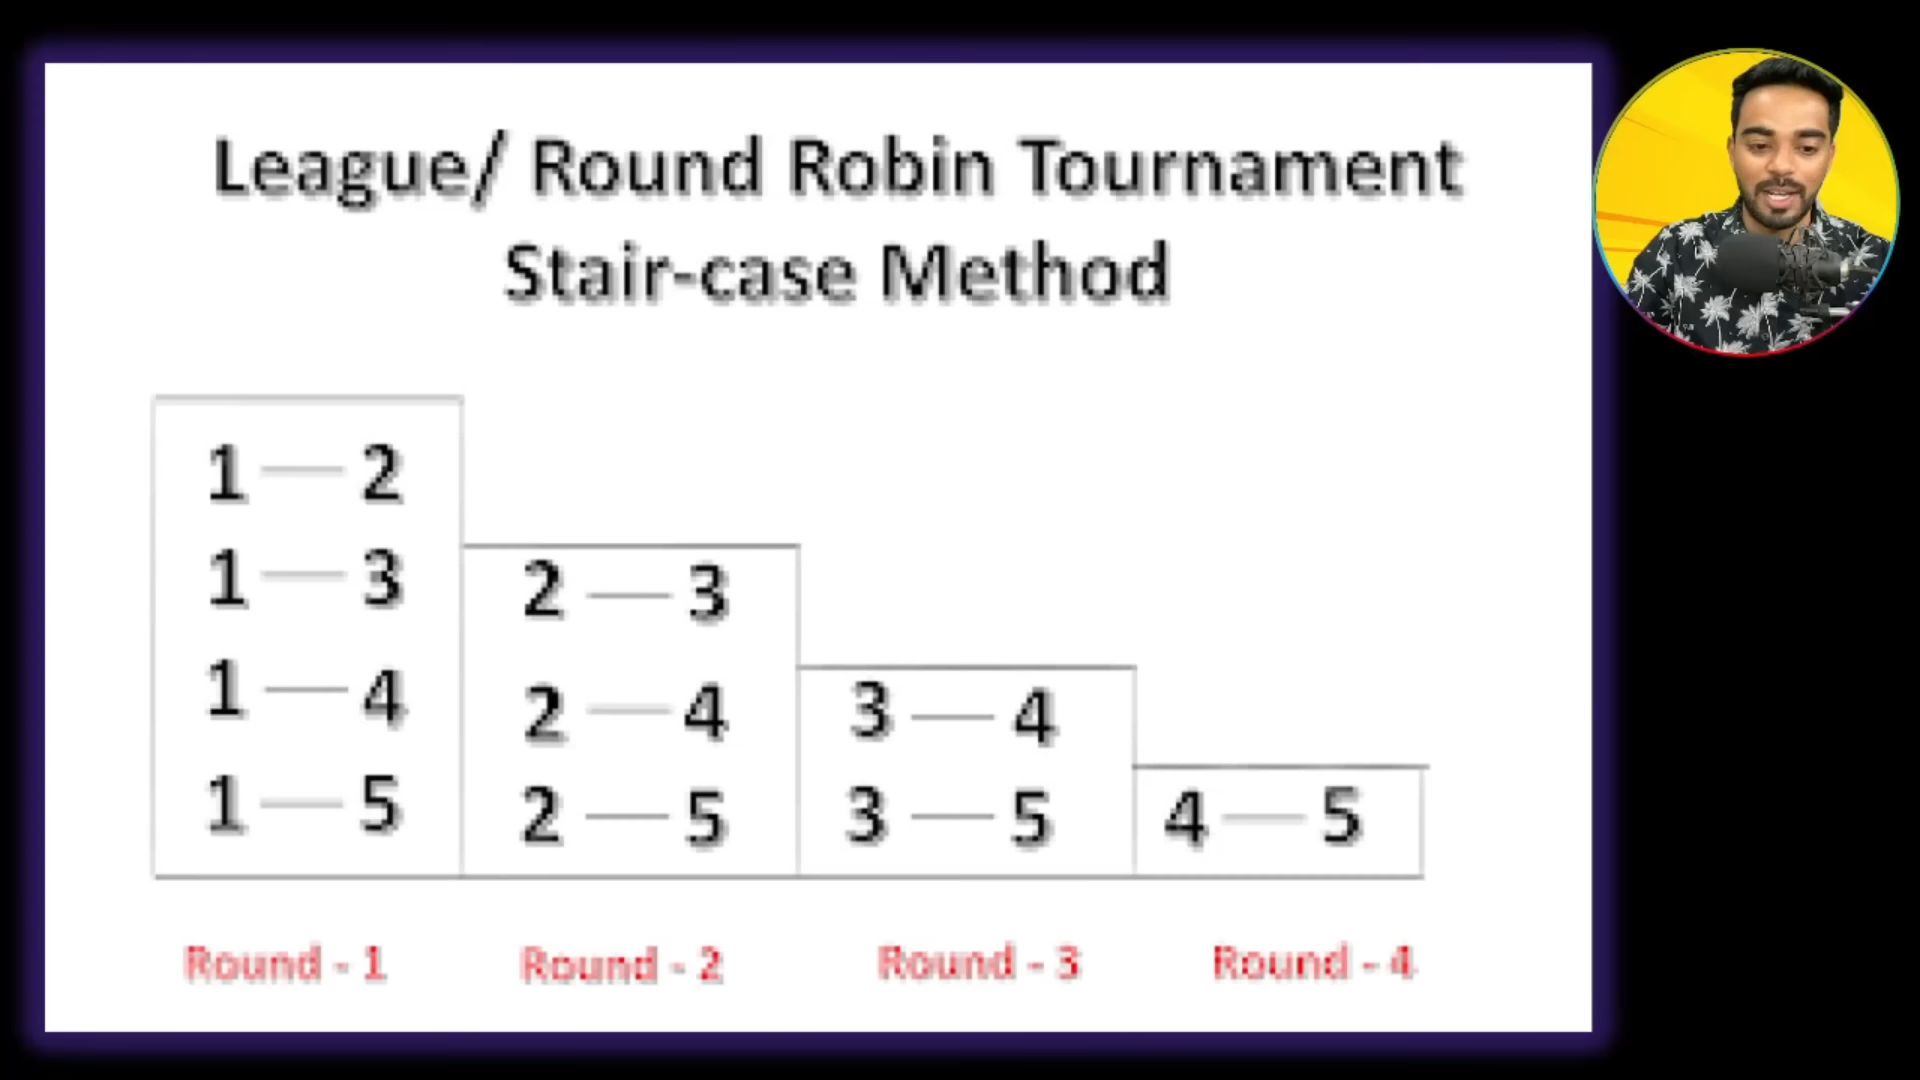 League/ Round Robin Tournament
Stair-case Method
1 — 2
1 — 3
1 — 4
1 — 5
2 — 3
2 — 4
2 — 5
3 — 4
3 — 5
4 — 5
Round - 1
Round - 2
Round - 3
Round - 4